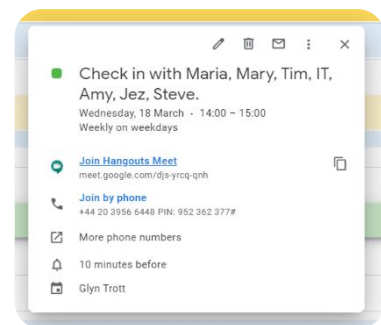 Check in with Maria, Mary, Tim, IT,
Amy, Jez, Steve.
Wednesday, 18 March · 14:00 – 15:00
Weekly on weekdays
Join Hangouts Meet
meet.google.com/djs-yrcq-qnh
Join by phone
+44 20 3956 6448 PIN: 952 362 377#
More phone numbers
10 minutes before
Glyn Trott